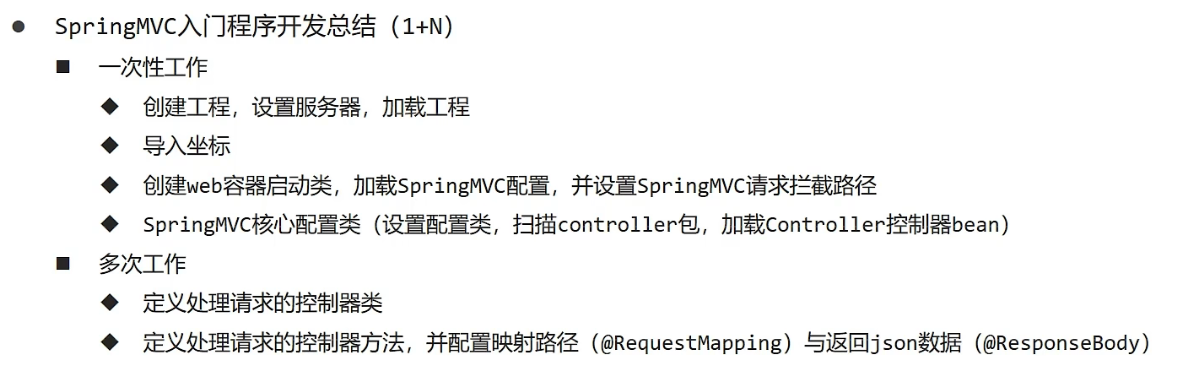 SpringMVC入门程序开发总结（1+N）
一次性工作
创建工程，设置服务器，加载工程
导入坐标
创建web容器启动类，加载SpringMVC配置，并设置SpringMVC请求拦截路径
SpringMVC核心配置类（设置配置类，扫描controller包，加载Controller控制器bean）
多次工作
定义处理请求的控制器类
定义处理请求的控制器方法，并配置映射路径（@RequestMapping）与返回json数据（@ResponseBody）